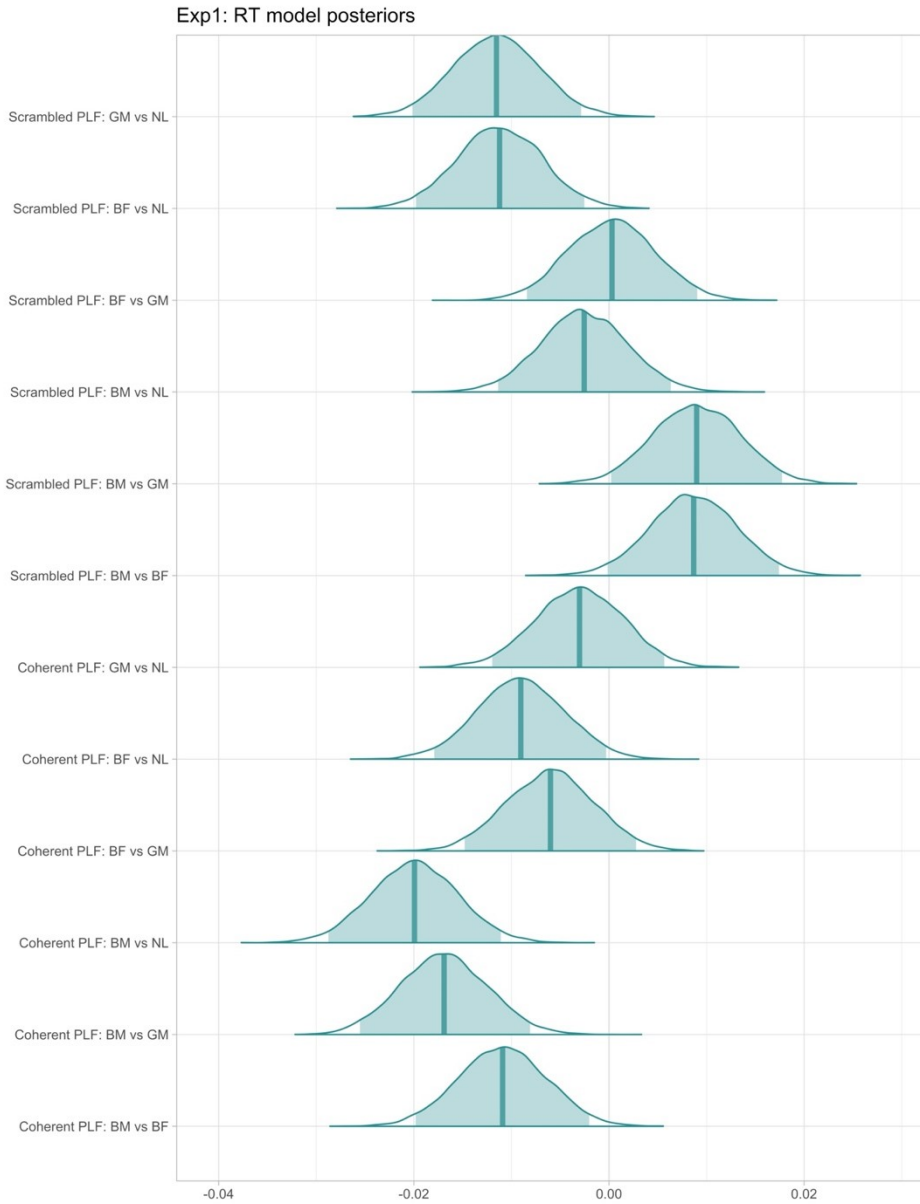 Exp1: RT model posteriors
Scrambled PLF: GM vs NL
Scrambled PLF: BF vs NL
Scrambled PLF: BF vs GM
Scrambled PLF: BM vs NL
Scrambled PLF: BM vs GM
Scrambled PLF: BM vs BF
Coherent PLF: GM vs NL
Coherent PLF: BF vs NL
Coherent PLF: BF vs GM
Coherent PLF: BM vs NL
Coherent PLF: BM vs GM
Coherent PLF: BM vs BF
-0.04 -0.02 0.00 0.02